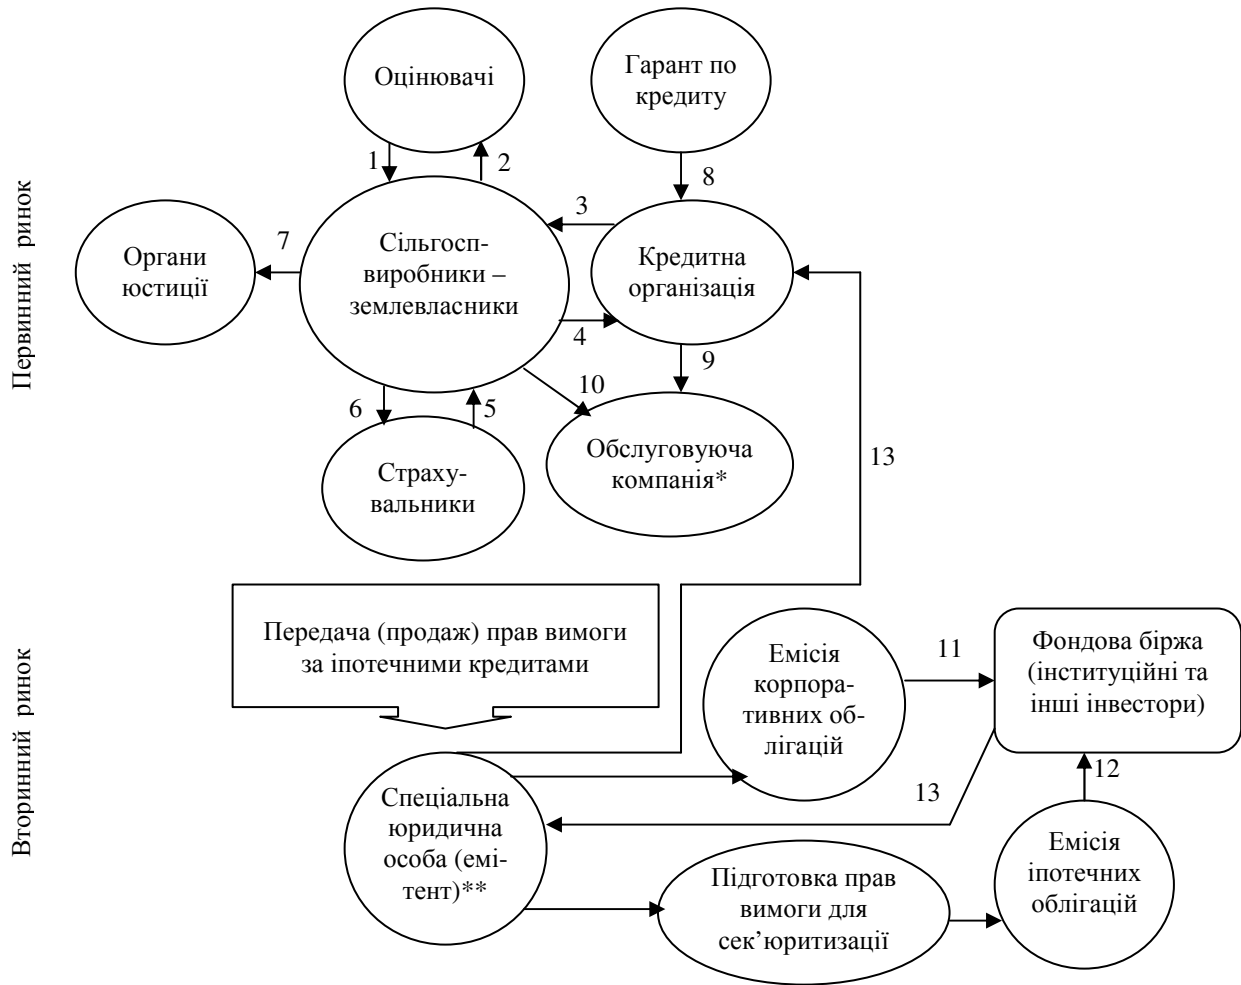 Оцінювачі
Гарант по
кредиту
1
2
8
Первинний ринок
Органи
юстиції
7
Сільгосп-
виробники –
землевласники
3
Кредитна
організація
4
9
10
6
5
Страху-
вальники
Обслуговуюча
компанія*
13
Передача (продаж) прав вимоги
за іпотечними кредитами
Вторинний ринок
Емісія
корпора-
тивних об-
лігацій
11
Фондова біржа
(інституційні та
інші інвестори)
12
13
Спеціальна
юридична
особа (емі-
тент)**
Підготовка прав
вимоги для
сек’юритизації
Емісія
іпотечних
облігацій